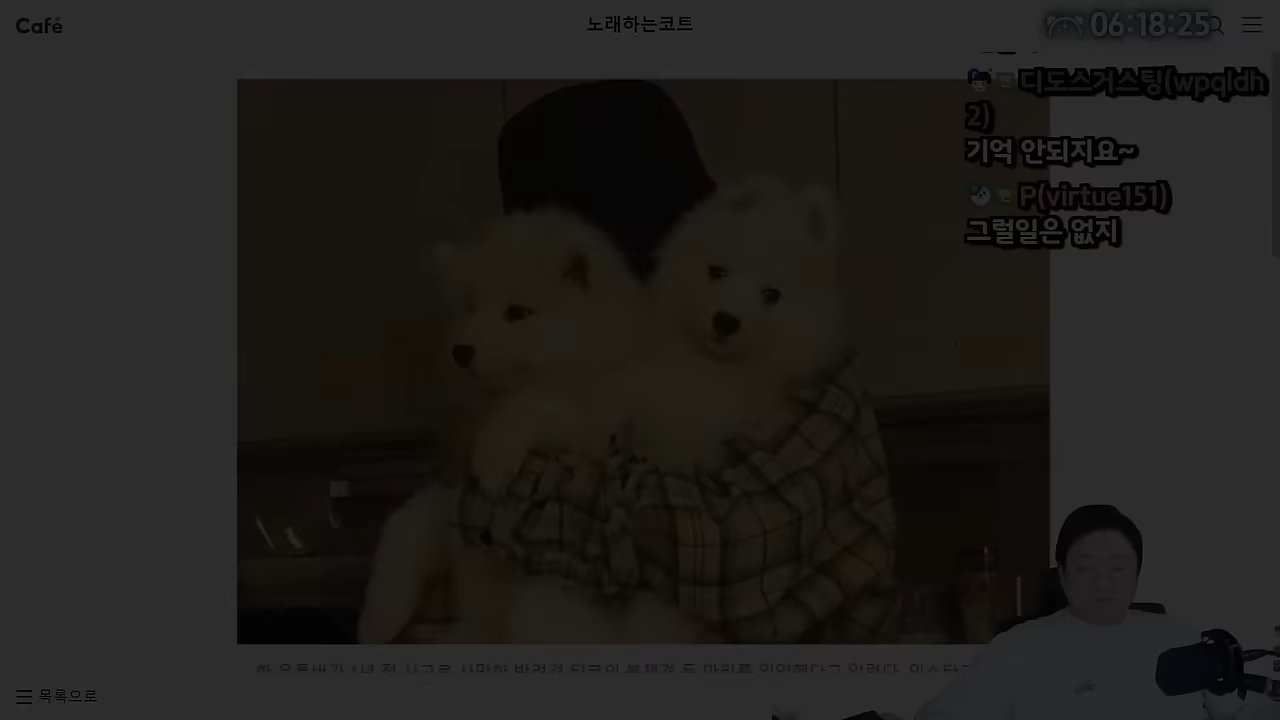 Café
노래하는코트
06:18:25
디도스거스팅(wpqldh
2)
기억 안되지요~
P(virtue151)
그럴일은 없지
목록으로